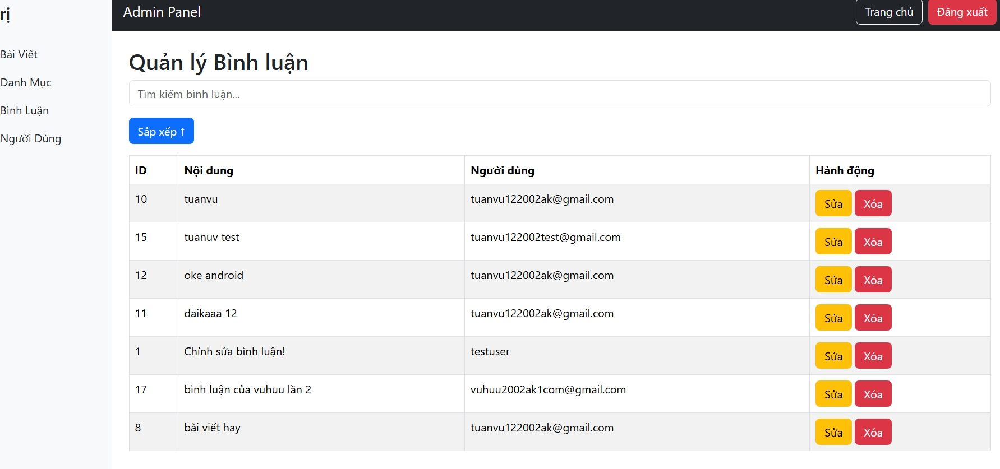 rị
Admin Panel
Trang chủ
Đăng xuất
Bài Viết
Danh Mục
Bình Luận
Người Dùng
Quản lý Bình luận
Tìm kiếm bình luận...
Sắp xếp ↑
ID Nội dung Người dùng Hành động
10 tuanvu tuanvu122002ak@gmail.com Sửa Xóa
15 tuanuv test tuanvu122002test@gmail.com Sửa Xóa
12 oke android tuanvu122002ak@gmail.com Sửa Xóa
11 daikaaa 12 tuanvu122002ak@gmail.com Sửa Xóa
1 Chỉnh sửa bình luận! testuser Sửa Xóa
17 bình luận của vuhuu lần 2 vuhuu2002ak1com@gmail.com Sửa Xóa
8 bài viết hay tuanvu122002ak@gmail.com Sửa Xóa